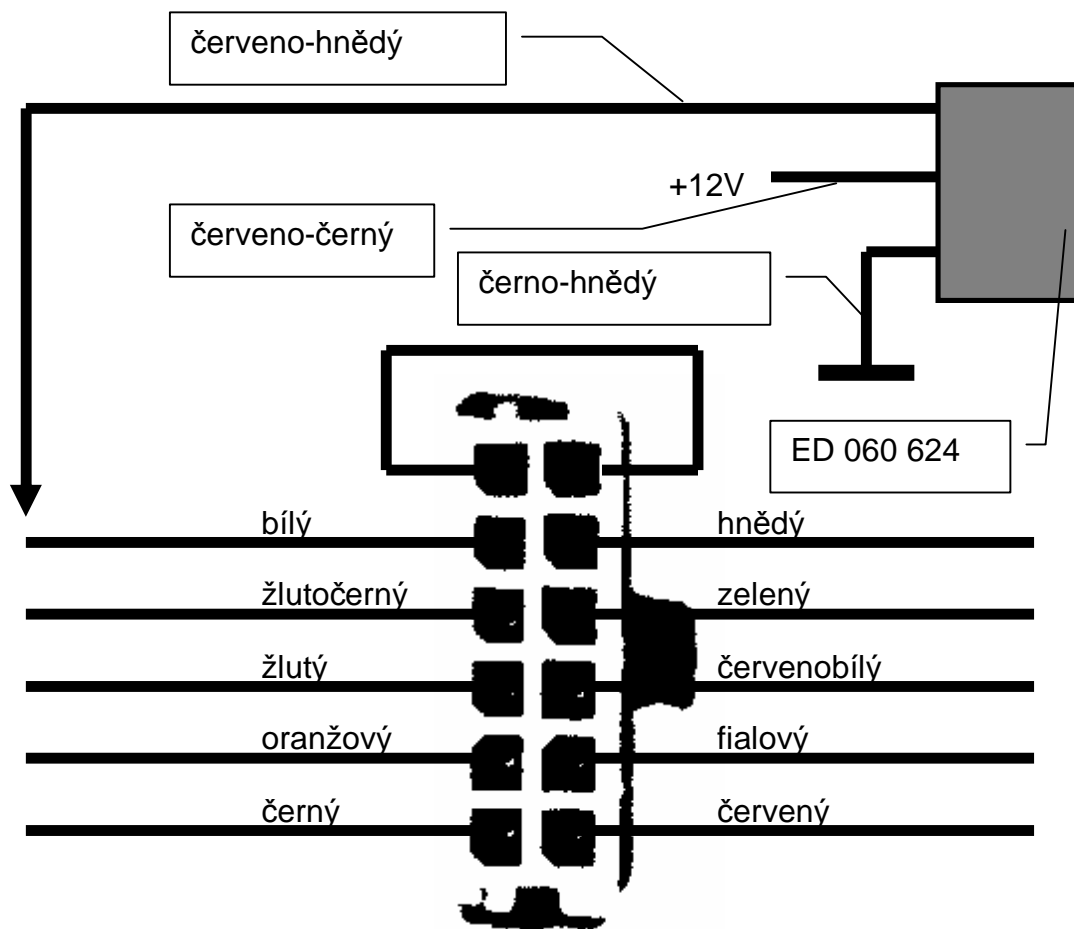 červeno-hnědý
+12V
červeno-černý
černo-hnědý
ED 060 624
bílý
hnědý
žlutočerný
zelený
žlutý
červenobílý
oranžový
fialový
černý
červený